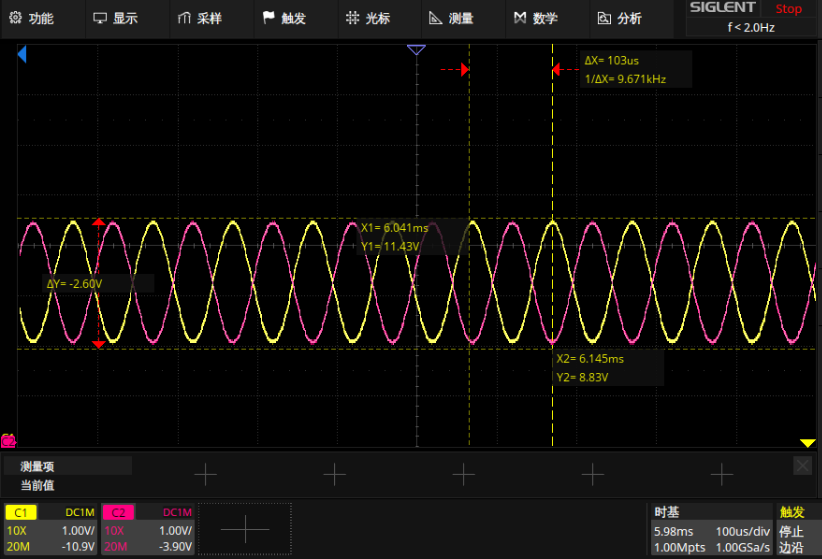 功能 显示 采样 触发 光标 测量 数学 分析
SIGLENT Stop
f < 2.0Hz
ΔX= 103us
1/ΔX= 9.671kHz
X1= 6.041ms
Y1= 11.43V
ΔY= -2.60V
X2= 6.145ms
Y2= 8.83V
C2
测量项
当前值
C1 DC1M
10X 1.00V/
20M -10.9V
C2 DC1M
10X 1.00V/
20M -3.90V
时基
5.98ms 100us/div
1.00Mpts 1.00GSa/s
触发
停止
边沿